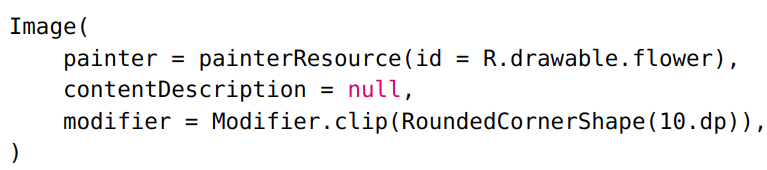 Image(
    painter = painterResource(id = R.drawable.flower),
    contentDescription = null,
    modifier = Modifier.clip(RoundedCornerShape(10.dp)),
)